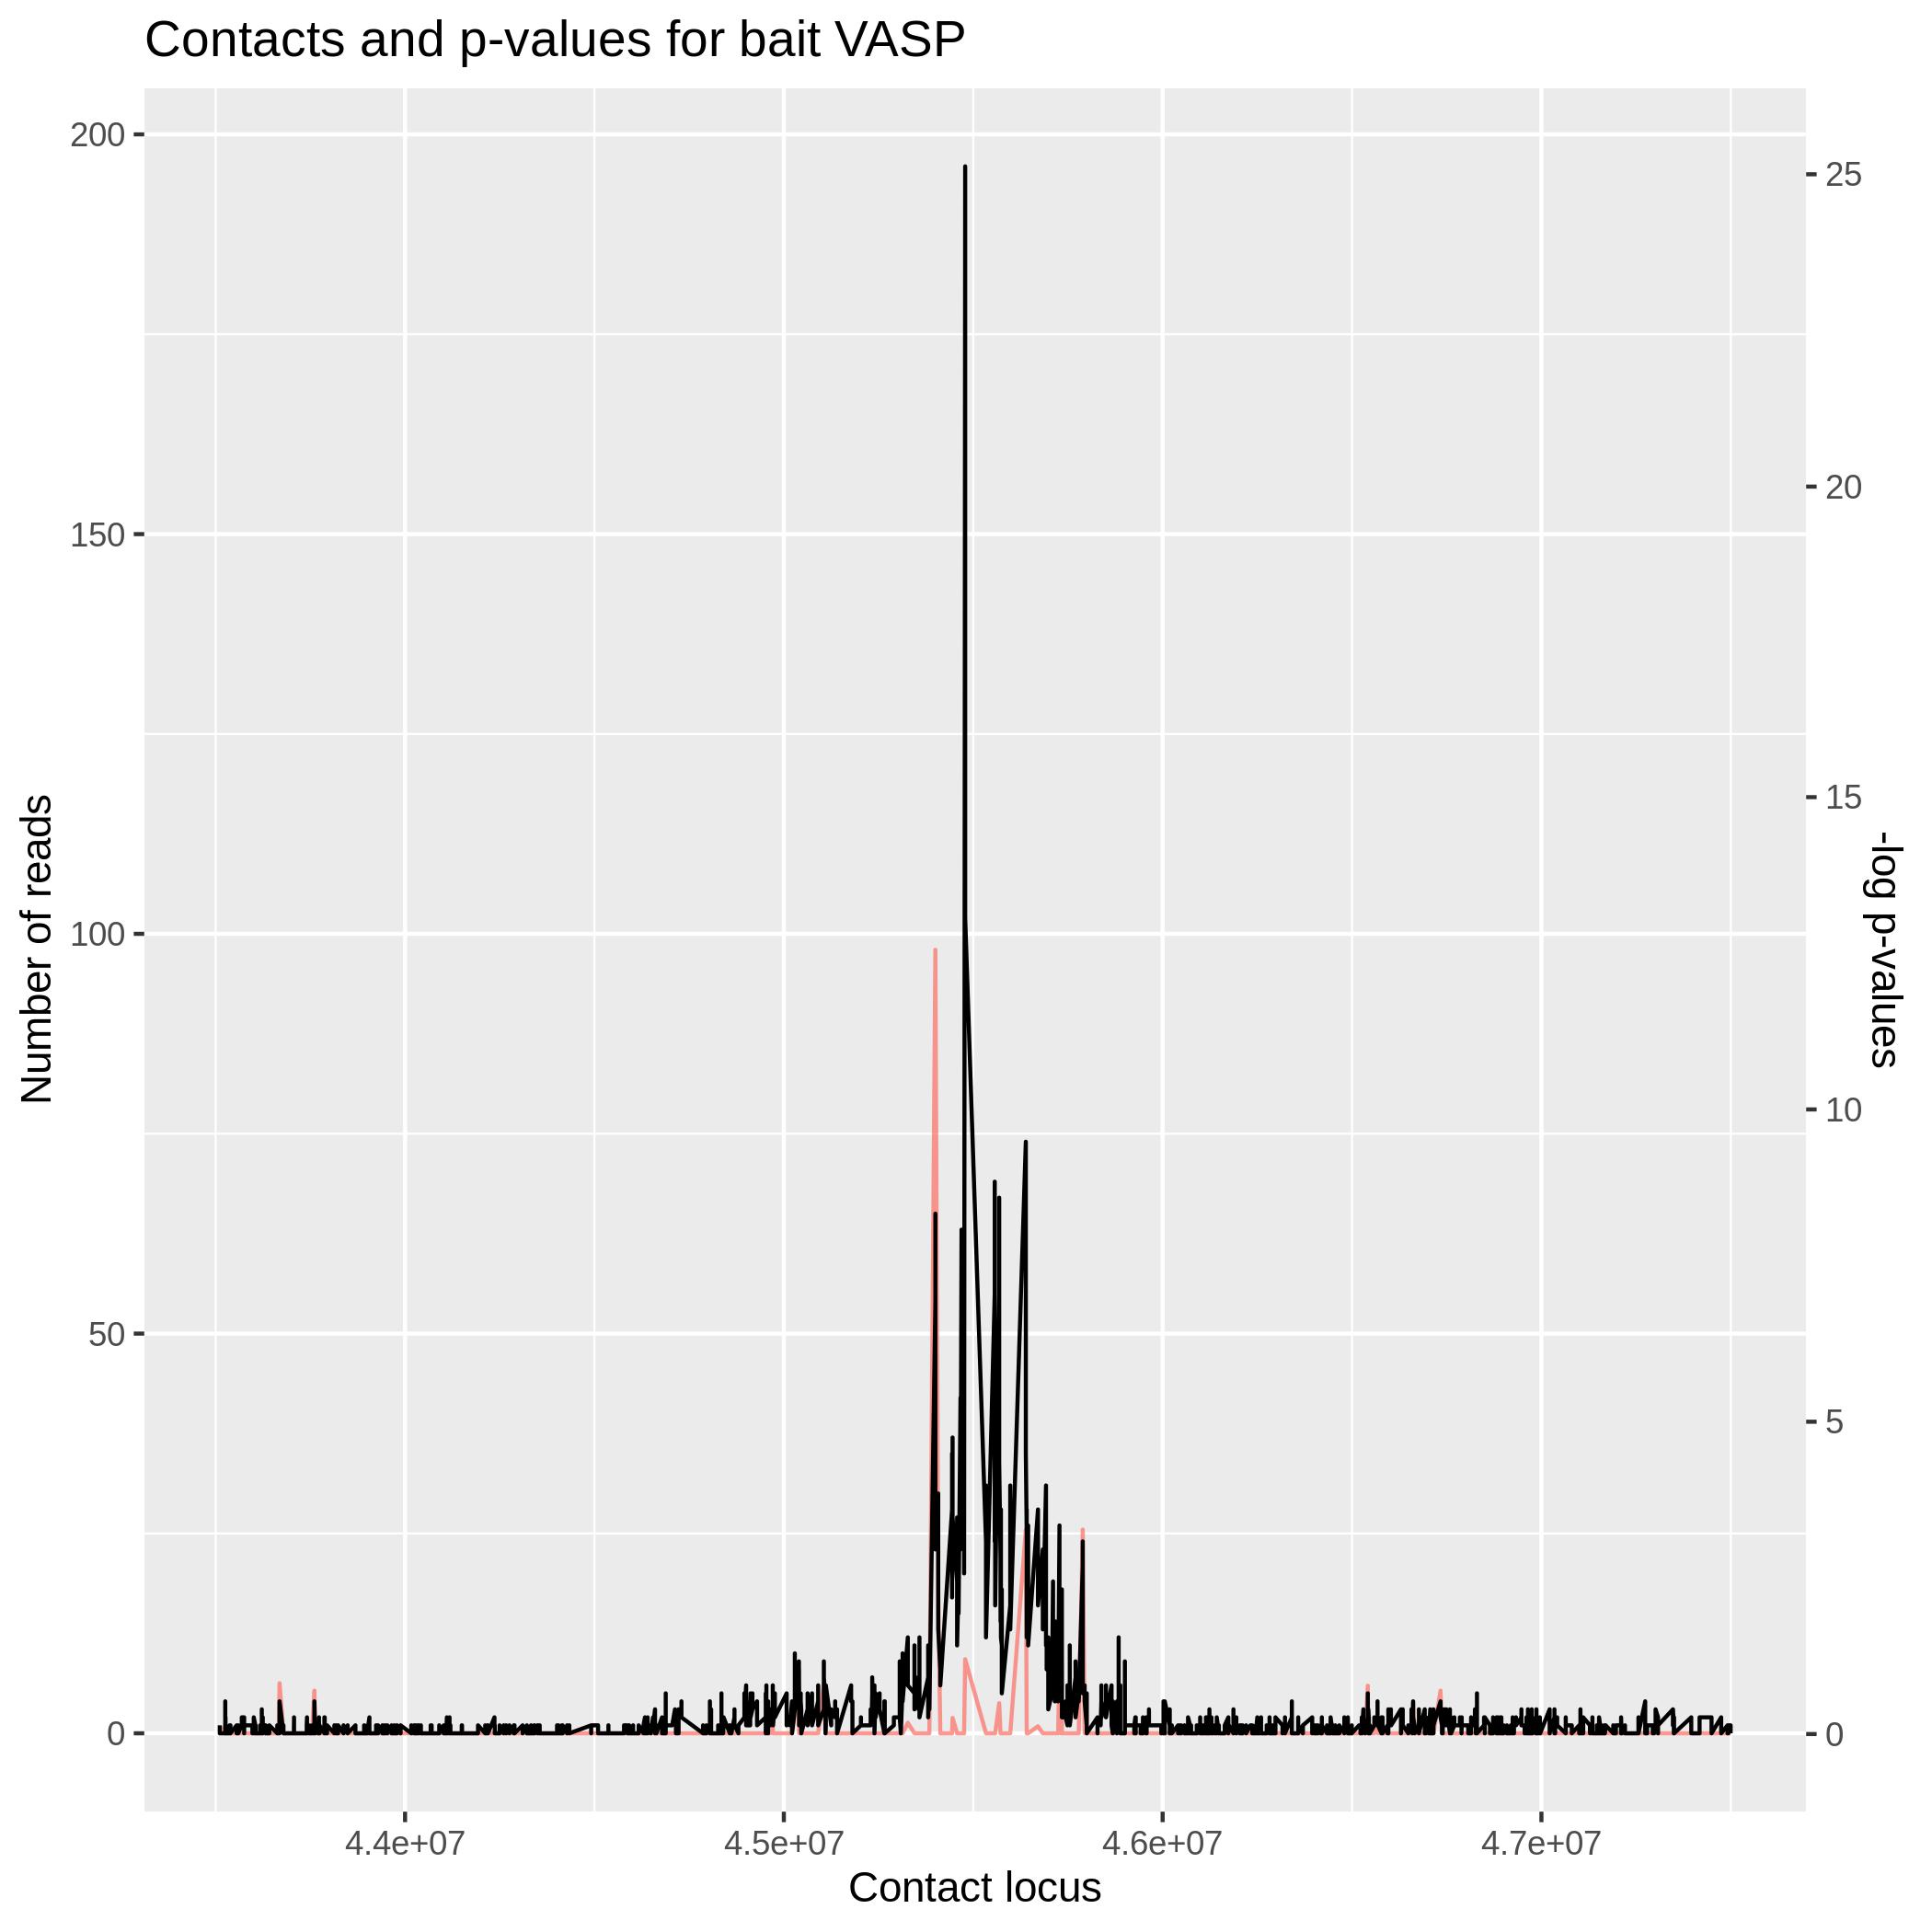 Contacts and p-values for bait VASP
200
150
100
50
0
Number of reads
25
20
15
10
5
0
-log p-values
4.4e+07
4.5e+07
4.6e+07
4.7e+07
Contact locus